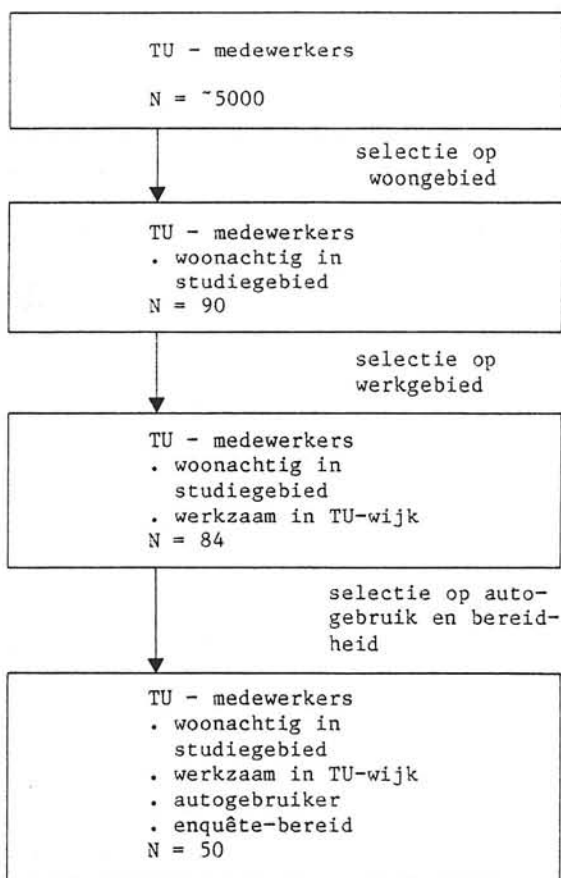 TU - medewerkers
N = ~5000
selectie op
woongebied
TU - medewerkers
. woonachtig in
studiegebied
N = 90
selectie op
werkgebied
TU - medewerkers
. woonachtig in
studiegebied
. werkzaam in TU-wijk
N = 84
selectie op auto-
gebruik en bereid-
heid
TU - medewerkers
. woonachtig in
studiegebied
. werkzaam in TU-wijk
. autogebruiker
. enquête-bereid
N = 50